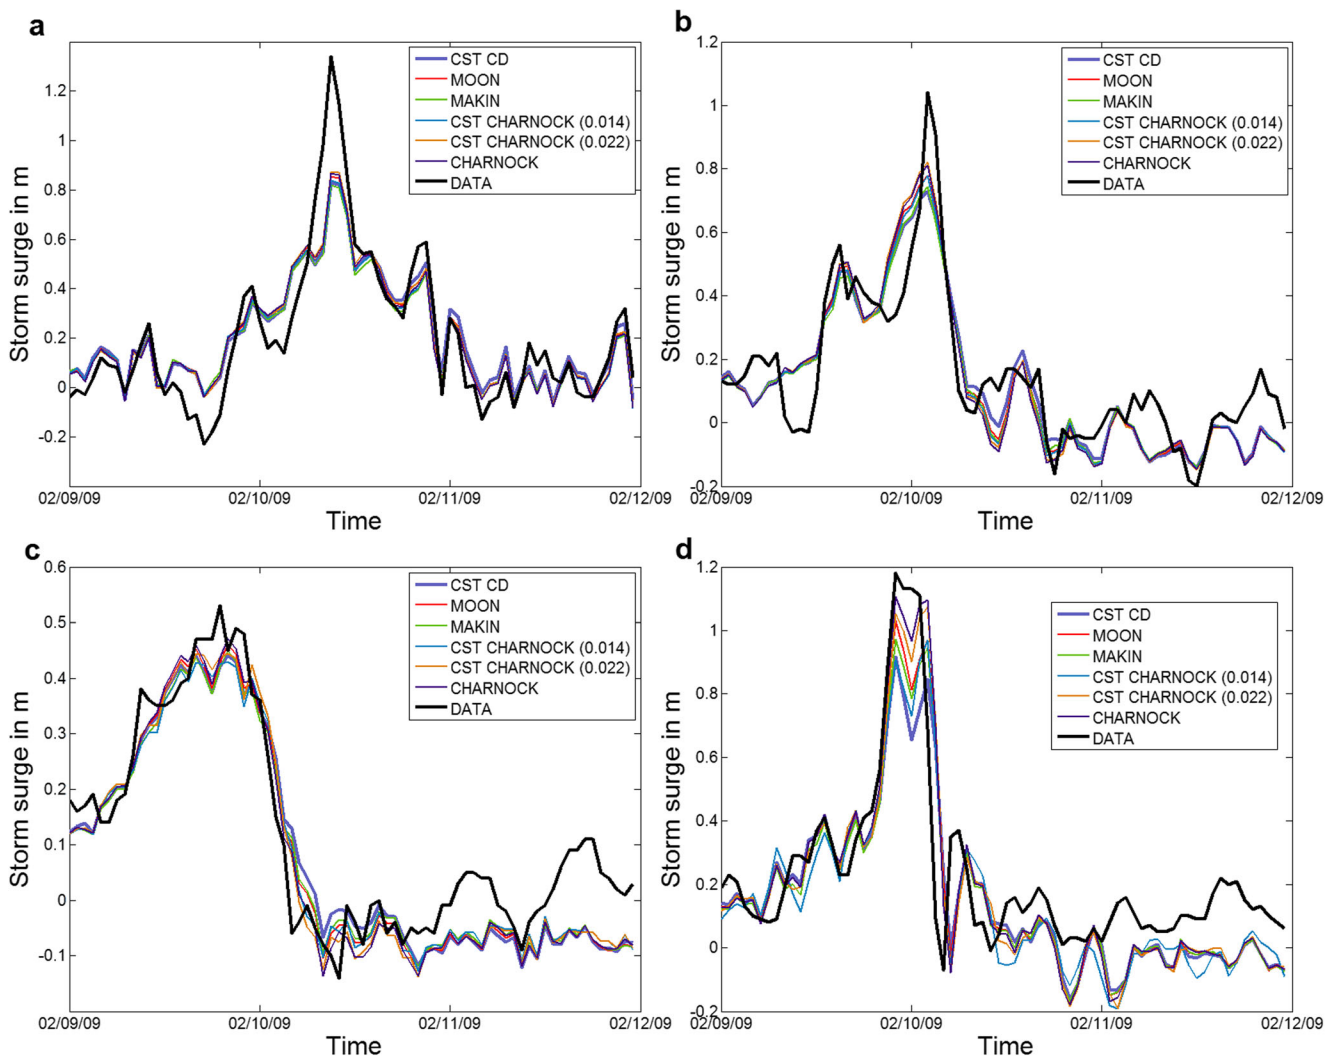 a
Storm surge in m
1.2
1
0.8
0.6
0.4
0.2
0
-0.2
02/09/09 02/10/09 02/11/09 02/12/09
Time
CST CD
MOON
MAKIN
CST CHARNOCK (0.014)
CST CHARNOCK (0.022)
CHARNOCK
DATA
b
Storm surge in m
1.2
1
0.8
0.6
0.4
0.2
0
-0.2
02/09/09 02/10/09 02/11/09 02/12/09
Time
CST CD
MOON
MAKIN
CST CHARNOCK (0.014)
CST CHARNOCK (0.022)
CHARNOCK
DATA
c
Storm surge in m
0.6
0.5
0.4
0.3
0.2
0.1
0
-0.1
02/09/09 02/10/09 02/11/09 02/12/09
Time
CST CD
MOON
MAKIN
CST CHARNOCK (0.014)
CST CHARNOCK (0.022)
CHARNOCK
DATA
d
Storm surge in m
1.2
1
0.8
0.6
0.4
0.2
0
-0.2
02/09/09 02/10/09 02/11/09 02/12/09
Time
CST CD
MOON
MAKIN
CST CHARNOCK (0.014)
CST CHARNOCK (0.022)
CHARNOCK
DATA